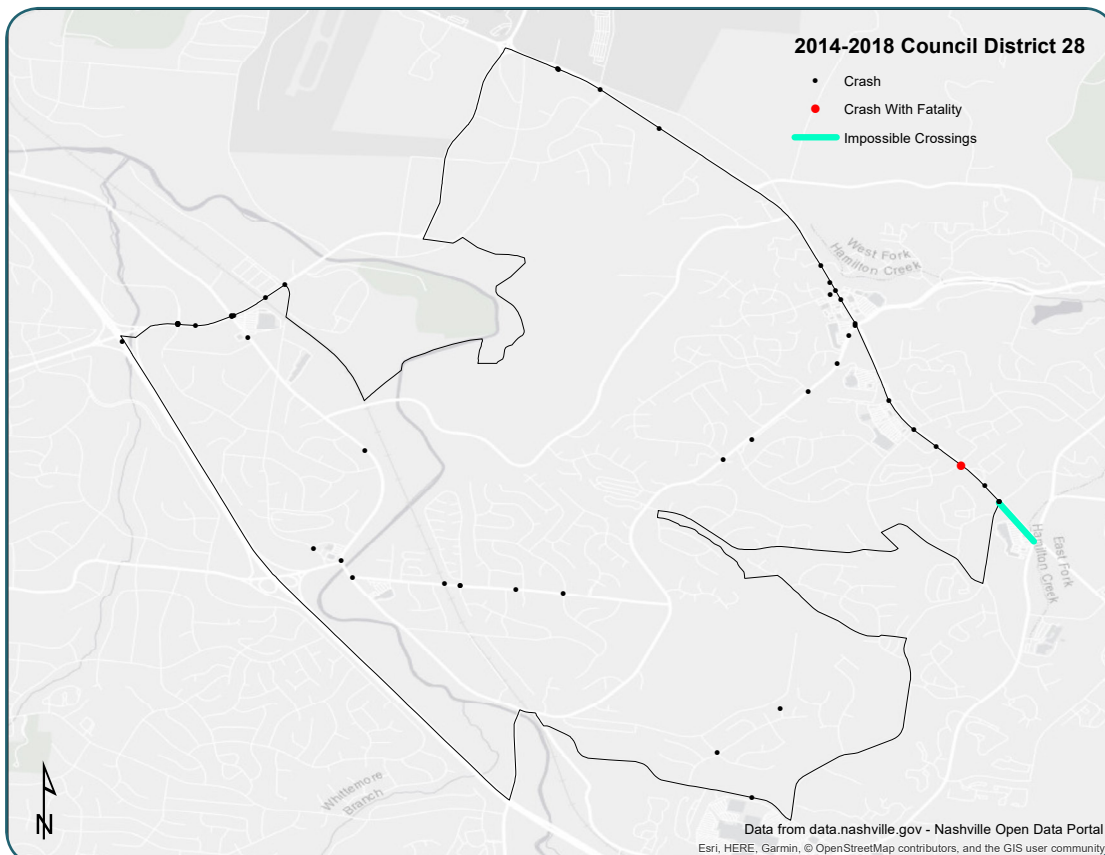 2014-2018 Council District 28
Crash
Crash With Fatality
Impossible Crossings
West Fork
Hamilton Creek
East Fork
Hamilton Creek
Whittemore
Branch
N
Data from data.nashville.gov - Nashville Open Data Portal
Esri, HERE, Garmin, © OpenStreetMap contributors, and the GIS user community